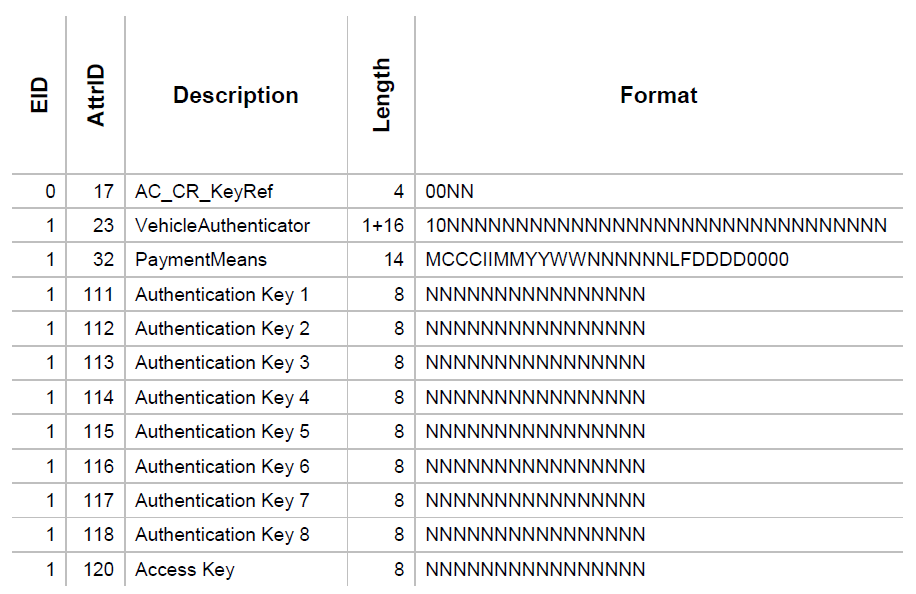 EID AttrID Description Length Format
0 17 AC_CR_KeyRef 4 00NN
1 23 VehicleAuthenticator 1+16 10NNNNNNNNNNNNNNNNNNNNNNNNNNNNNNNN
1 32 PaymentMeans 14 MCCCIIMMYYWWNNNNNNLFDDDD0000
1 111 Authentication Key 1 8 NNNNNNNNNNNNNNNN
1 112 Authentication Key 2 8 NNNNNNNNNNNNNNNN
1 113 Authentication Key 3 8 NNNNNNNNNNNNNNNN
1 114 Authentication Key 4 8 NNNNNNNNNNNNNNNN
1 115 Authentication Key 5 8 NNNNNNNNNNNNNNNN
1 116 Authentication Key 6 8 NNNNNNNNNNNNNNNN
1 117 Authentication Key 7 8 NNNNNNNNNNNNNNNN
1 118 Authentication Key 8 8 NNNNNNNNNNNNNNNN
1 120 Access Key 8 NNNNNNNNNNNNNNNN